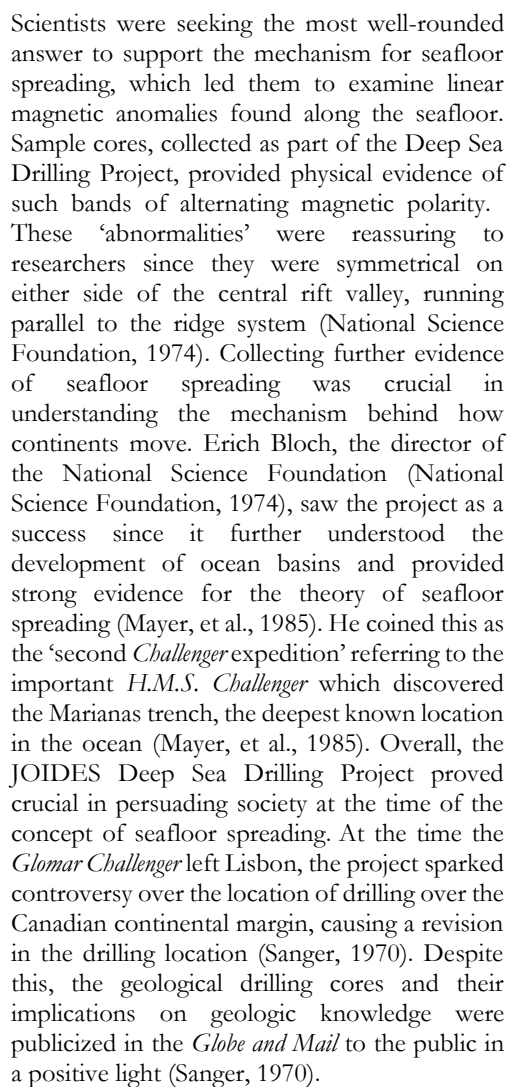 Scientists were seeking the most well-rounded
answer to support the mechanism for seafloor
spreading, which led them to examine linear
magnetic anomalies found along the seafloor.
Sample cores, collected as part of the Deep Sea
Drilling Project, provided physical evidence of
such bands of alternating magnetic polarity.
These ‘abnormalities’ were reassuring to
researchers since they were symmetrical on
either side of the central rift valley, running
parallel to the ridge system (National Science
Foundation, 1974). Collecting further evidence
of seafloor spreading was crucial in
understanding the mechanism behind how
continents move. Erich Bloch, the director of
the National Science Foundation (National
Science Foundation, 1974), saw the project as a
success since it further understood the
development of ocean basins and provided
strong evidence for the theory of seafloor
spreading (Mayer, et al., 1985). He coined this as
the ‘second Challenger expedition’ referring to the
important H.M.S. Challenger which discovered
the Marianas trench, the deepest known location
in the ocean (Mayer, et al., 1985). Overall, the
JOIDES Deep Sea Drilling Project proved
crucial in persuading society at the time of the
concept of seafloor spreading. At the time the
Glomar Challenger left Lisbon, the project sparked
controversy over the location of drilling over the
Canadian continental margin, causing a revision
in the drilling location (Sanger, 1970). Despite
this, the geological drilling cores and their
implications on geologic knowledge were
publicized in the Globe and Mail to the public in
a positive light (Sanger, 1970).